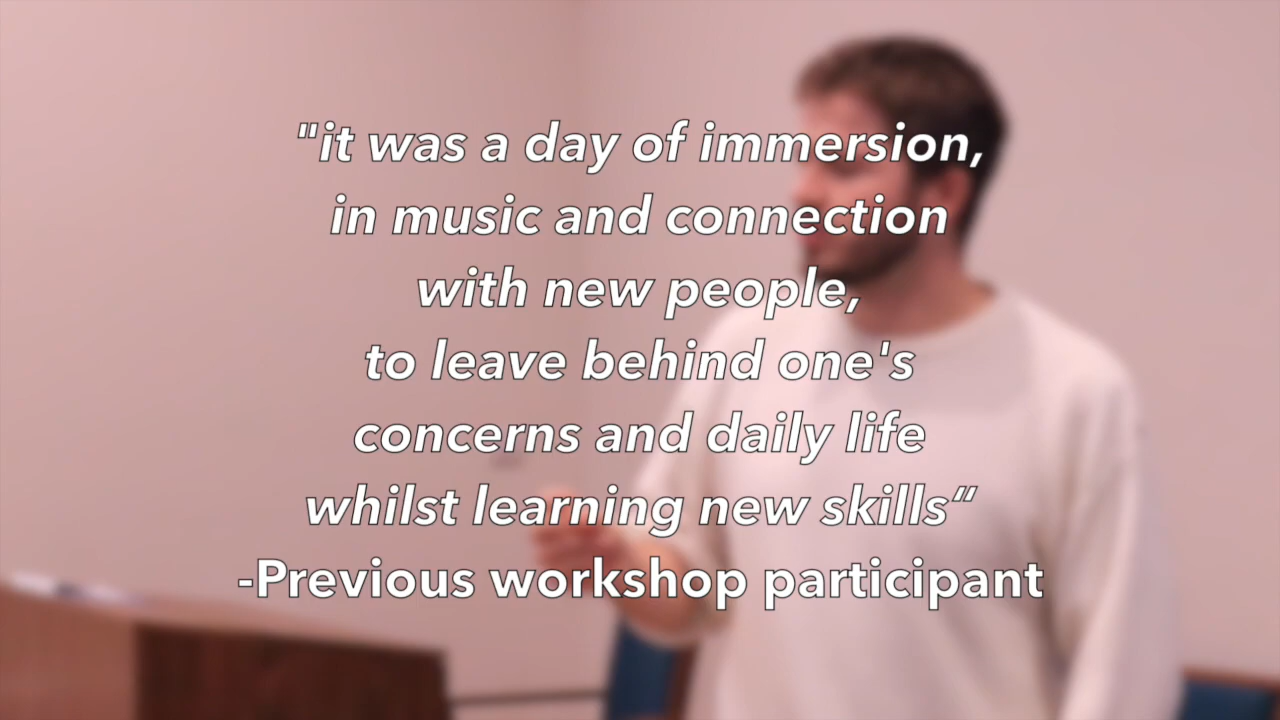 "it was a day of immersion,
in music and connection
with new people,
to leave behind one's
concerns and daily life
whilst learning new skills“
-Previous workshop participant